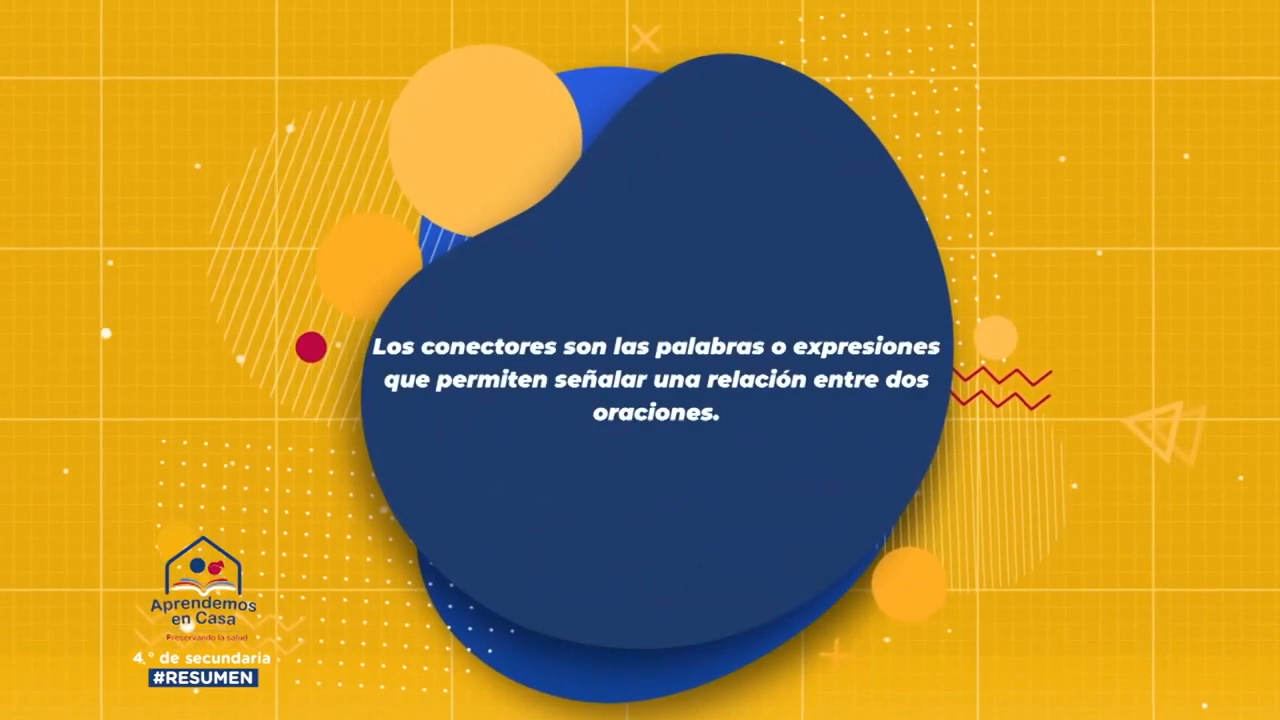 Los conectores son las palabras o expresiones
que permiten señalar una relación entre dos
oraciones.
Aprendemos
en Casa
Preservando la salud
4.° de secundaria
#RESUMEN